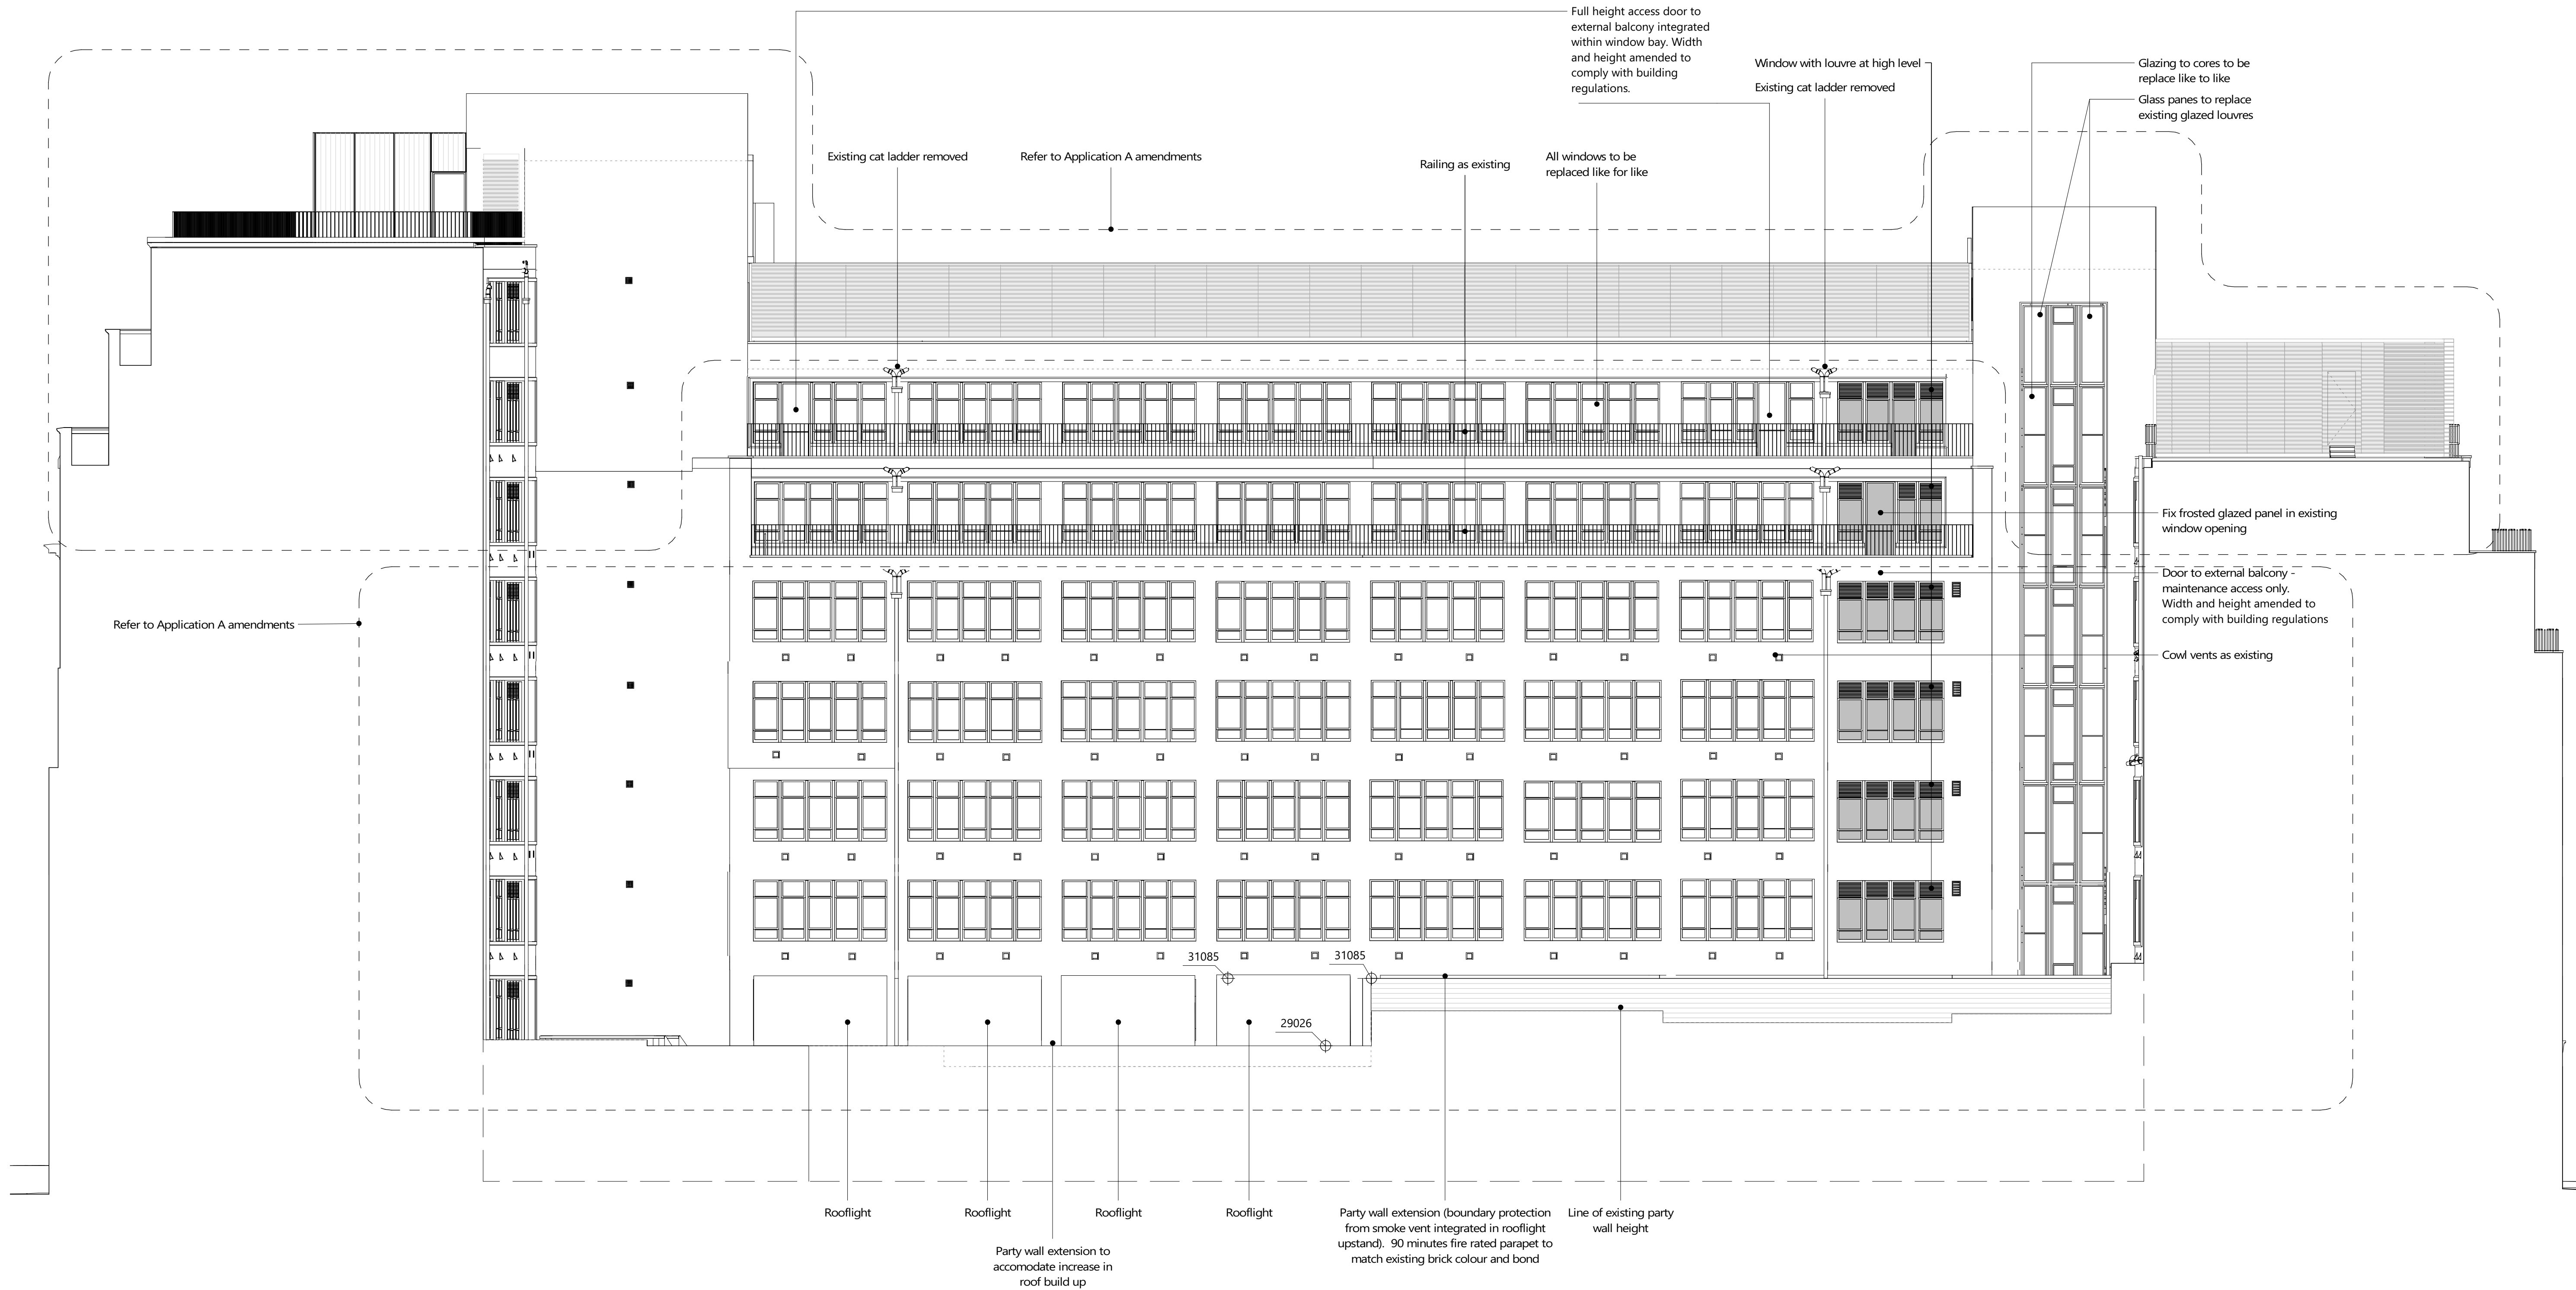 Full height access door to
external balcony integrated
within window bay. Width
and height amended to
comply with building
regulations.
Window with louvre at high level
Existing cat ladder removed
Glazing to cores to be
replace like to like
Glass panes to replace
existing glazed louvres
Existing cat ladder removed
Refer to Application A amendments
Railing as existing
All windows to be
replaced like for like
Fix frosted glazed panel in existing
window opening
Door to external balcony -
maintenance access only.
Width and height amended to
comply with building regulations
Refer to Application A amendments
Cowl vents as existing
31085
31085
29026
Rooflight
Rooflight
Rooflight
Rooflight
Party wall extension (boundary protection
from smoke vent integrated in rooflight
upstand). 90 minutes fire rated parapet to
match existing brick colour and bond
Line of existing party
wall height
Party wall extension to
accomodate increase in
roof build up